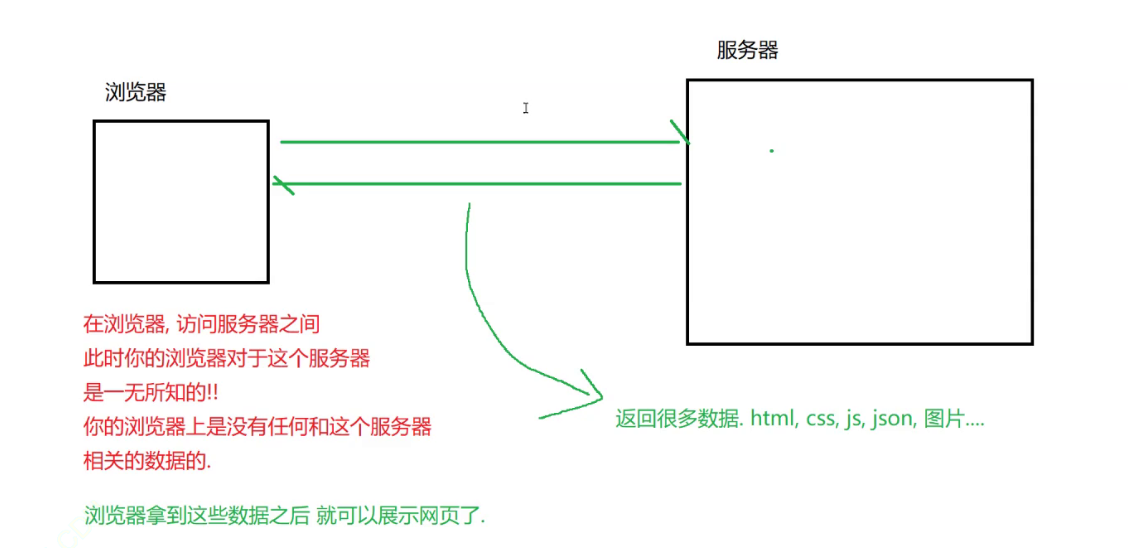 服务器
浏览器
在浏览器, 访问服务器之间
此时你的浏览器对于这个服务器
是一无所知的!!
你的浏览器上是没有任何和这个服务器
相关的数据的.
返回很多数据. html, css, js, json, 图片....
浏览器拿到这些数据之后 就可以展示网页了.